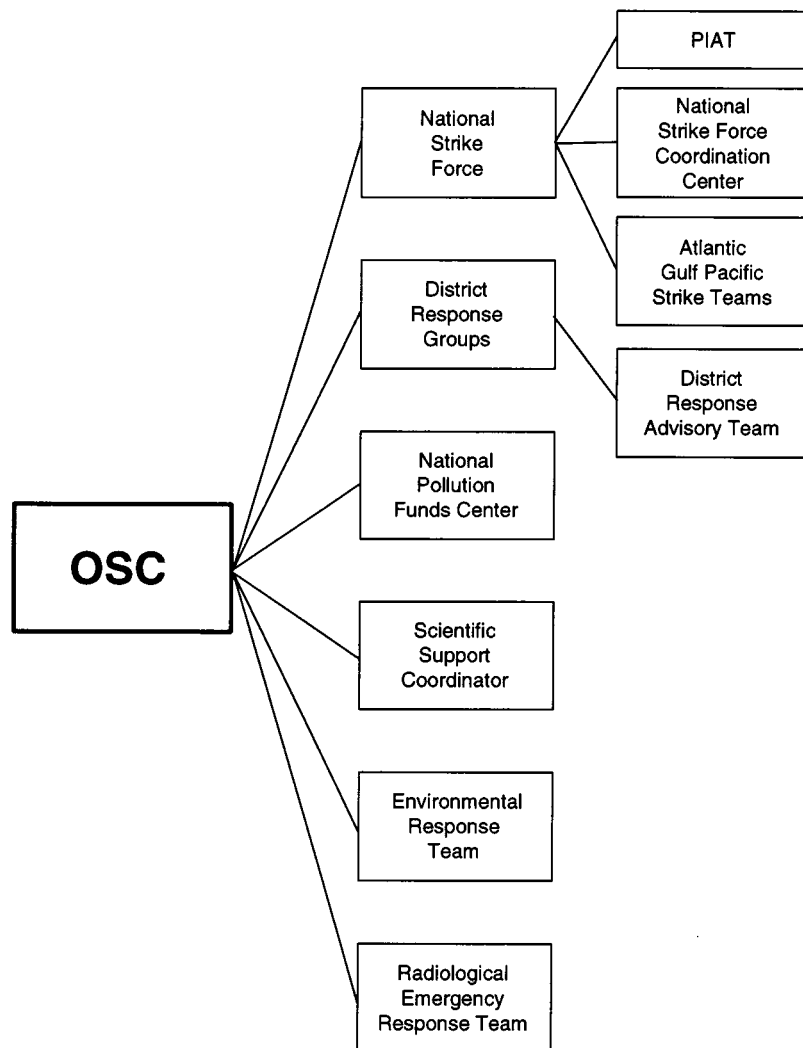 PIAT
National
Strike Force
Coordination
Center
National
Strike
Force
Atlantic
Gulf Pacific
Strike Teams
District
Response
Groups
District
Response
Advisory Team
National
Pollution
Funds Center
OSC
Scientific
Support
Coordinator
Environmental
Response
Team
Radiological
Emergency
Response Team